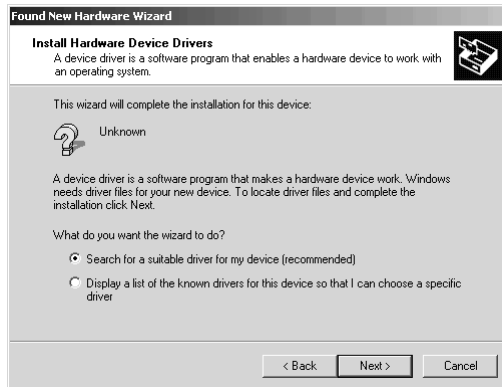 Found New Hardware Wizard
Install Hardware Device Drivers
A device driver is a software program that enables a hardware device to work with
an operating system.
This wizard will complete the installation for this device:
Unknown
A device driver is a software program that makes a hardware device work. Windows
needs driver files for your new device. To locate driver files and complete the
installation click Next.
What do you want the wizard to do?
Search for a suitable driver for my device (recommended)
Display a list of the known drivers for this device so that I can choose a specific
driver
< Back Next > Cancel